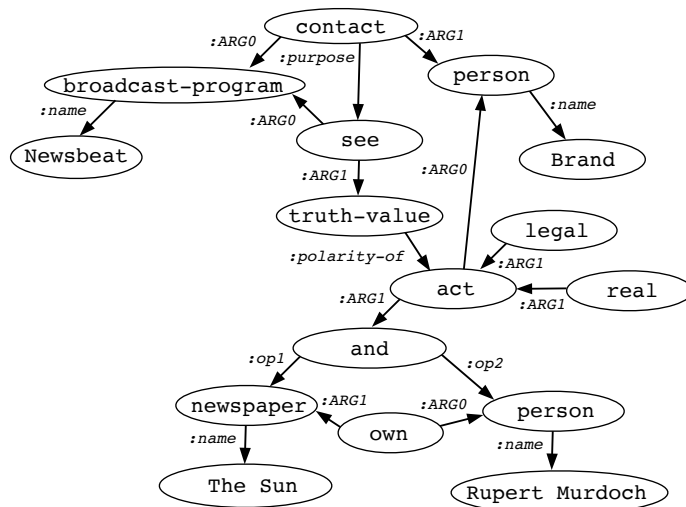 contact
:ARG0 :purpose :ARG1
broadcast-program person
:name :ARG0 :name
Newsbeat see Brand
:ARG1 :ARG0
truth-value legal
:polarity-of :ARG1
act real
:ARG1 :ARG1
and
:op1 :op2
newspaper :ARG1 :ARG0 person
own
:name :name
The Sun Rupert Murdoch